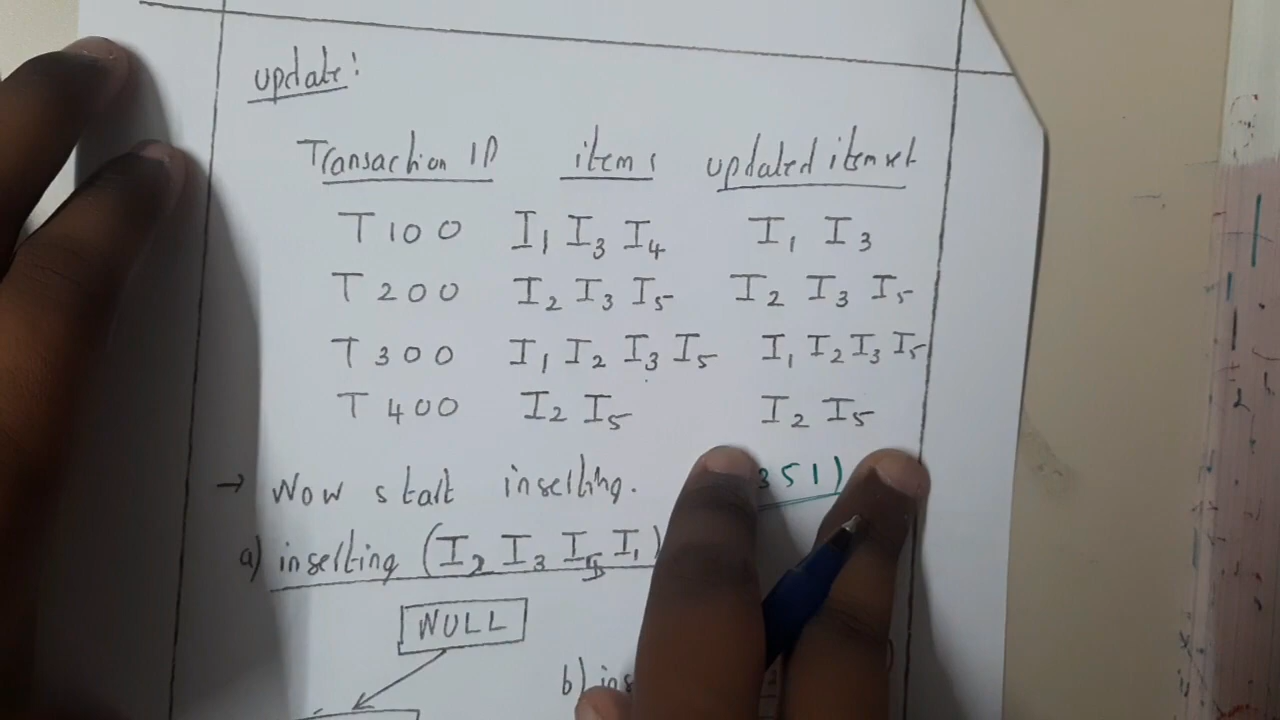 update:
Transaction ID items updated itemset
T100 I1 I3 I4 I1 I3
T200 I2 I3 I5 I2 I3 I5
T300 I1 I2 I3 I5 I1 I2 I3 I5
T400 I2 I5 I2 I5
→ Now start inserting. 351)
a) inserting (I2 I3 I5 I1)
NULL
b) ins